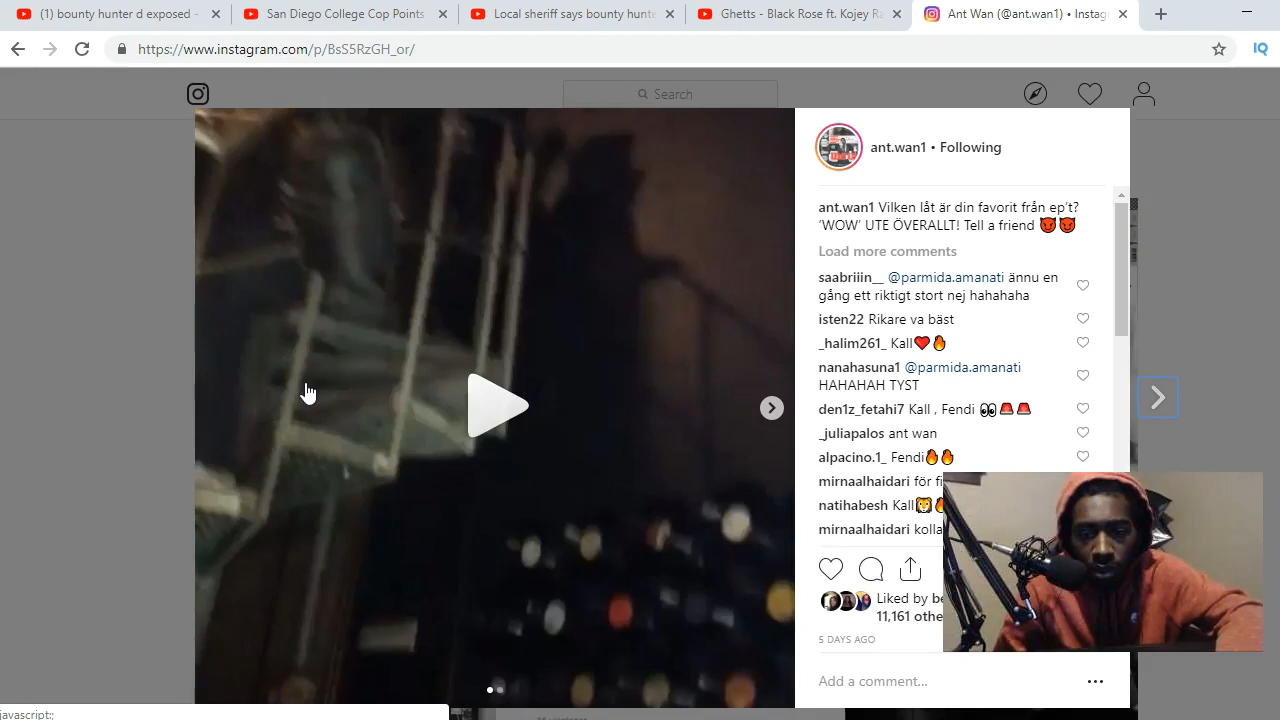 (1) bounty hunter d exposed -
San Diego College Cop Points
Local sheriff says bounty hunte
Ghetts - Black Rose ft. Kojey Ra
Ant Wan (@ant.wan1) • Instag
IQ
https://www.instagram.com/p/BsS5RzGH_or/
Search
ant.wan1 • Following
ant.wan1 Vilken låt är din favorit från ep't?
'WOW' UTE ÖVERALLT! Tell a friend 😈😈
Load more comments
saabriiin__ @parmida.amanati ännu en
gång ett riktigt stort nej hahahaha
isten22 Rikare va bäst
_halim261_ Kall❤️🔥
nanahasuna1 @parmida.amanati
HAHAHAH TYST
den1z_fetahi7 Kall , Fendi 👀🚨🚨
_juliapalos ant wan
alpacino.1_ Fendi🔥🔥
mirnaalhaidari för fi
natihabesh Kall🦁🔥
mirnaalhaidari kolla
Liked by be
11,161 othe
5 DAYS AGO
Add a comment...
javascript:;